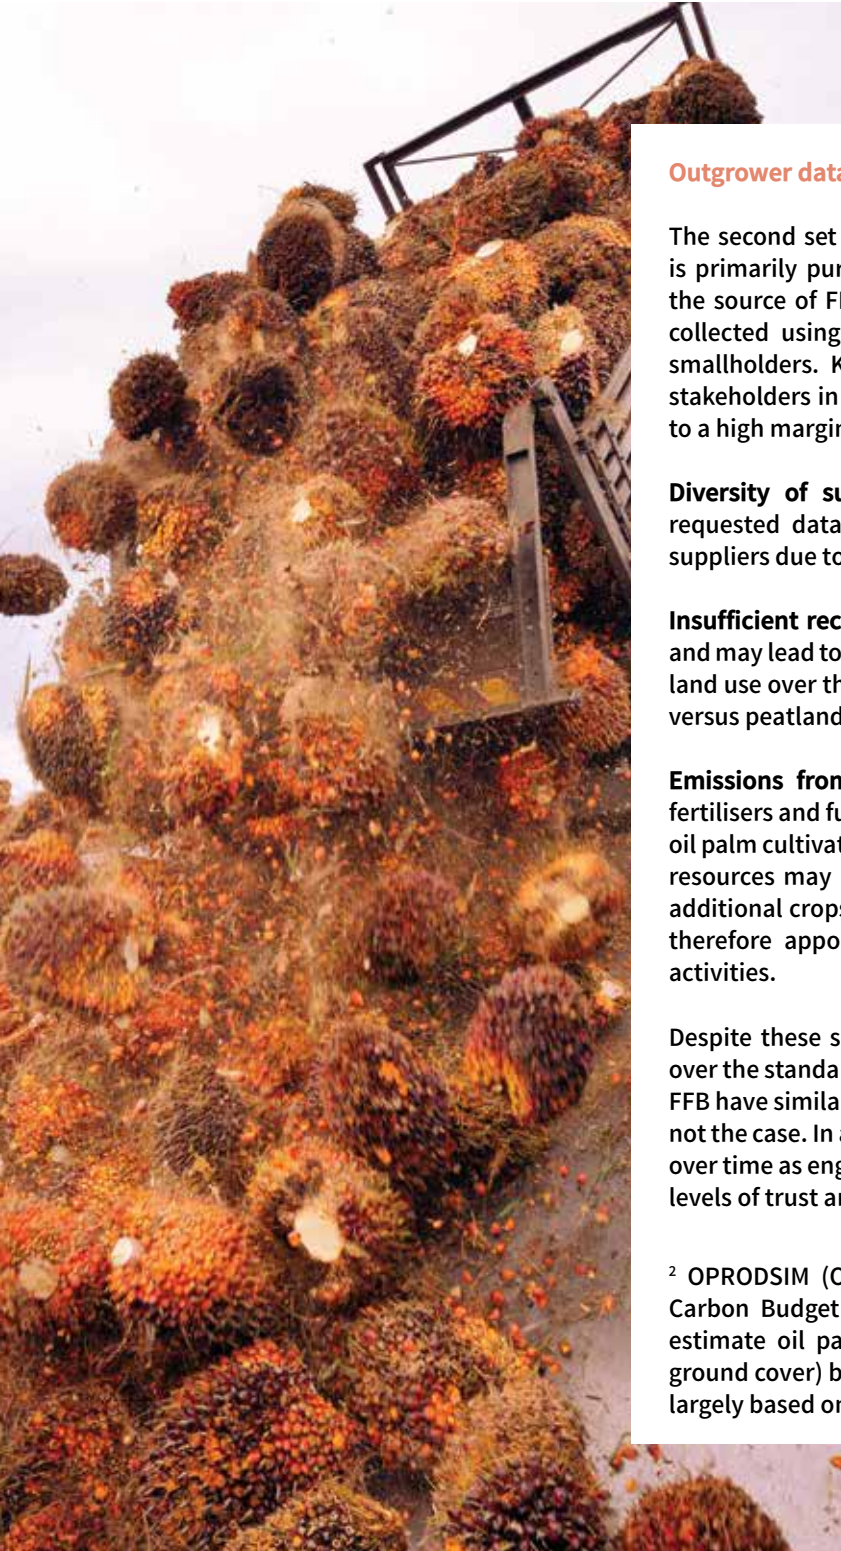 Outgrower data
The second set
is primarily pur
the source of FF
collected using
smallholders. K
stakeholders in
to a high margin
Diversity of su
requested data
suppliers due to
Insufficient rec
and may lead to
land use over th
versus peatland
Emissions from
fertilisers and fu
oil palm cultivat
resources may
additional crops
therefore appo
activities.
Despite these s
over the standa
FFB have simila
not the case. In a
over time as eng
levels of trust an
² OPRODSIM (O
Carbon Budget
estimate oil pa
ground cover) b
largely based on